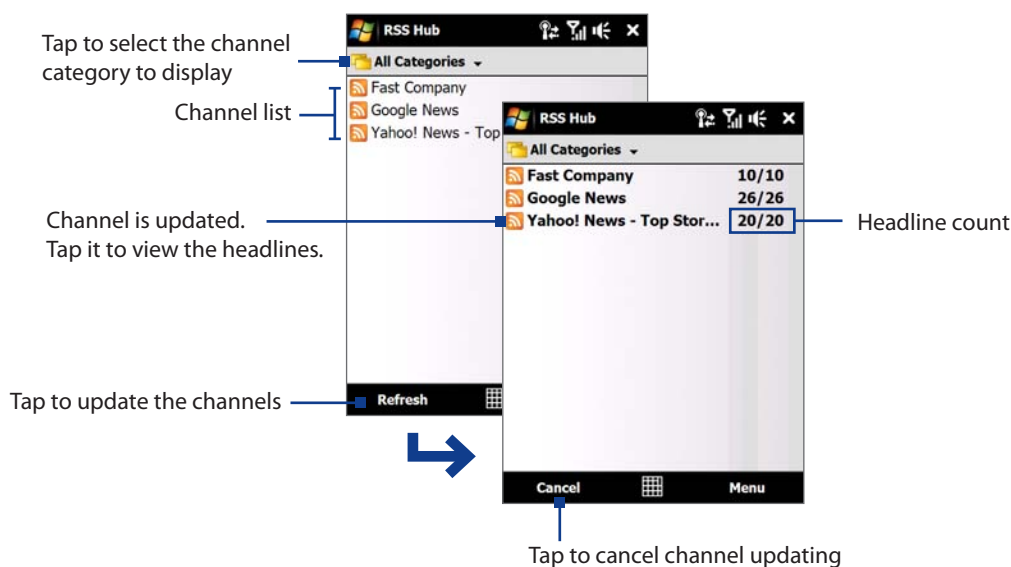 Tap to select the channel
category to display
Channel list
Channel is updated.
Tap it to view the headlines.
Tap to update the channels
RSS Hub
All Categories
Fast Company
Google News
Yahoo! News - Top
Refresh
RSS Hub
All Categories
Fast Company 10/10
Google News 26/26
Yahoo! News - Top Stor... 20/20
Cancel Menu
Headline count
Tap to cancel channel updating